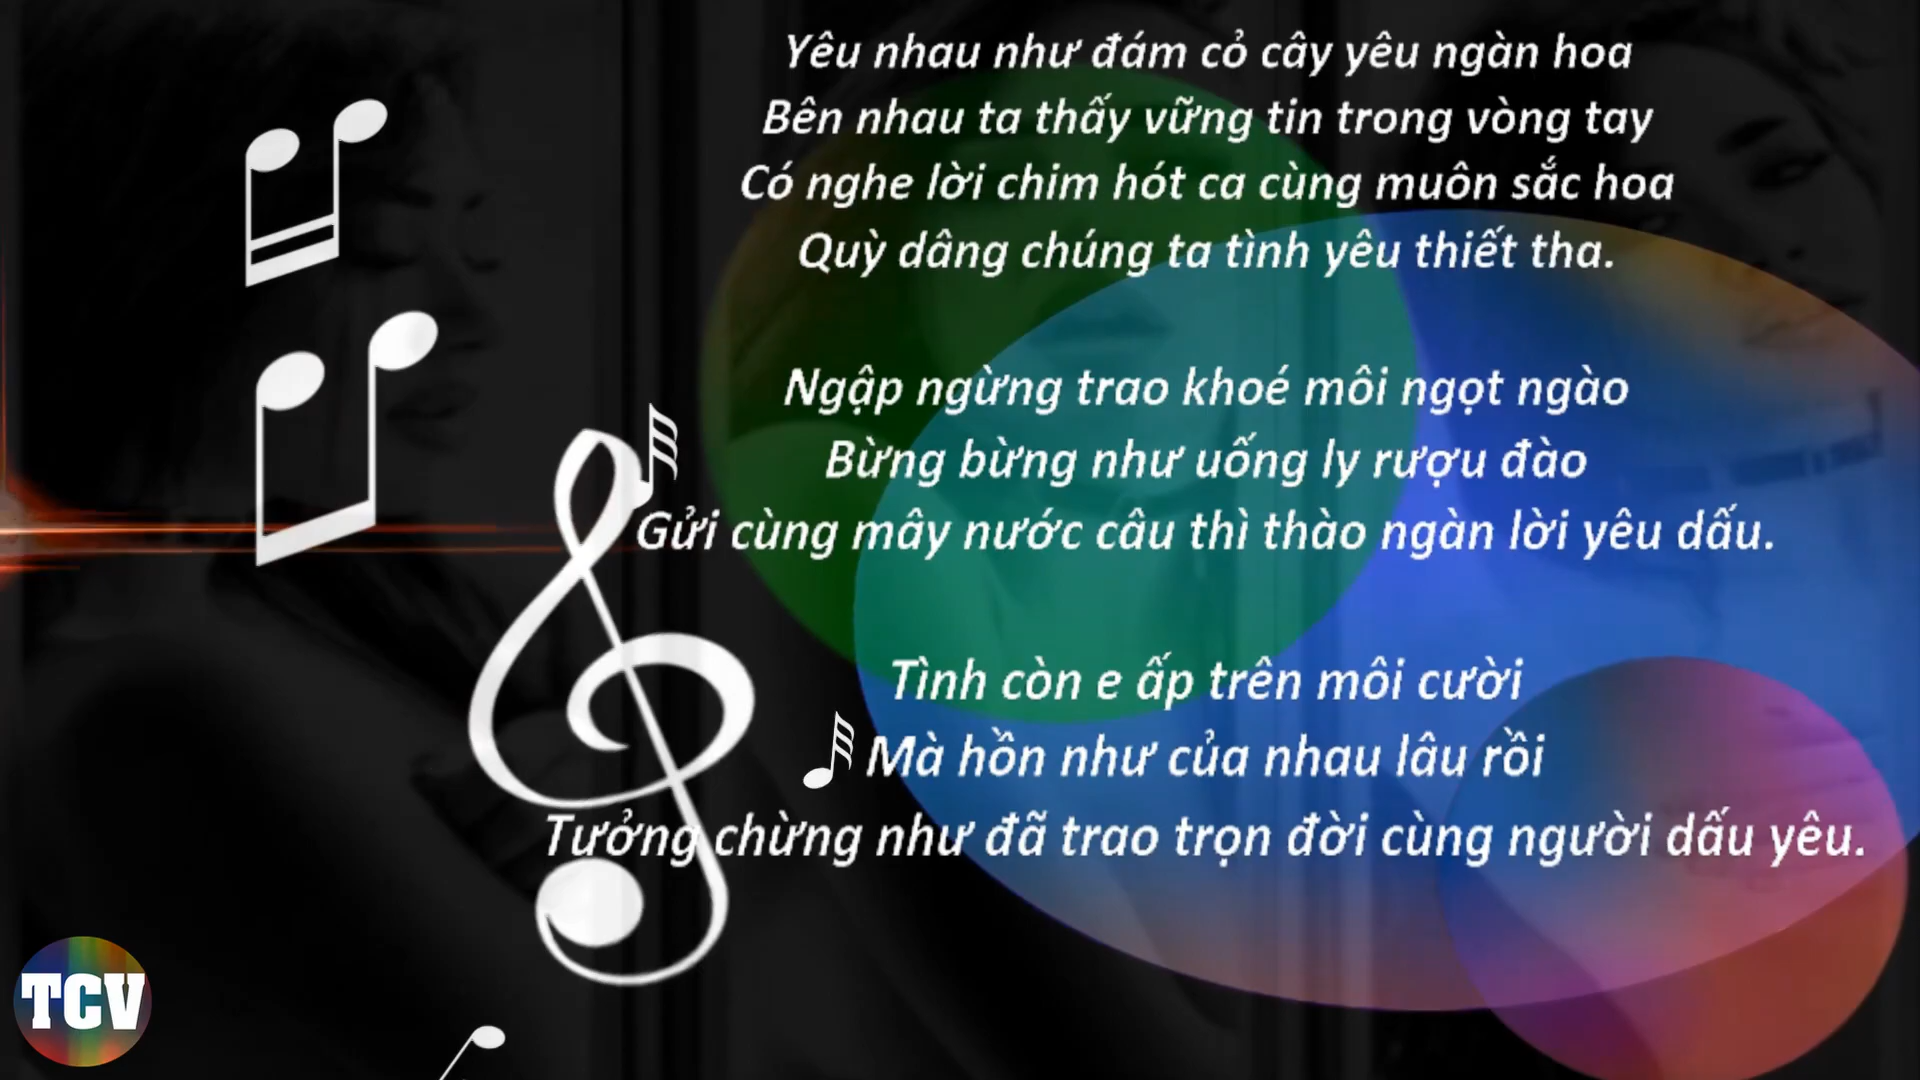 Yêu nhau như đám cỏ cây yêu ngàn hoa
Bên nhau ta thấy vững tin trong vòng tay
Có nghe lời chim hót ca cùng muôn sắc hoa
Quỳ dâng chúng ta tình yêu thiết tha.
Ngập ngừng trao khoé môi ngọt ngào
Bừng bừng như uống ly rượu đào
Gửi cùng mây nước câu thì thào ngàn lời yêu dấu.
Tình còn e ấp trên môi cười
Mà hồn như của nhau lâu rồi
Tưởng chừng như đã trao trọn đời cùng người dấu yêu.
TCV